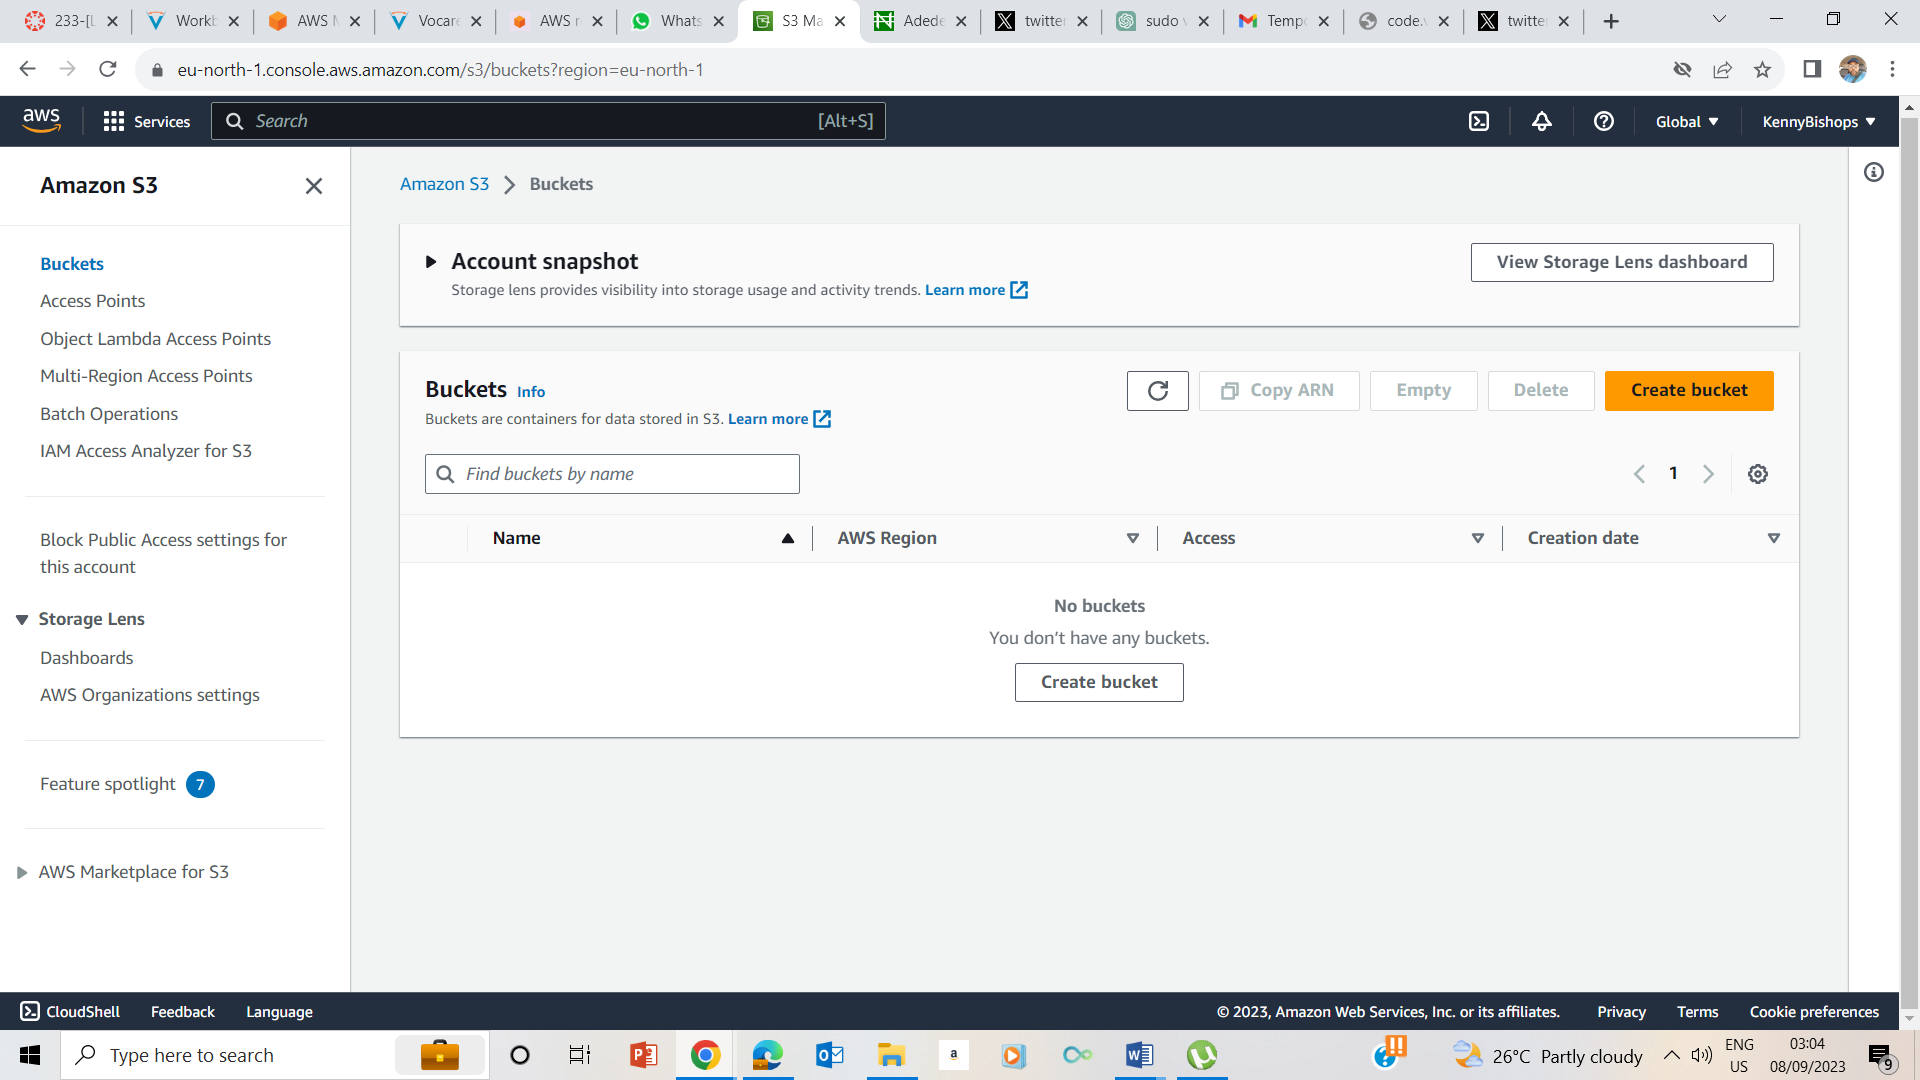 233-[L
Workb
AWS M
Vocare
AWS r
Whats
S3 Ma
Adede
twitter
sudo v
Tempo
code.v
twitter
eu-north-1.console.aws.amazon.com/s3/buckets?region=eu-north-1
aws
Services
Search
[Alt+S]
Global
KennyBishops
Amazon S3
Buckets
Access Points
Object Lambda Access Points
Multi-Region Access Points
Batch Operations
IAM Access Analyzer for S3
Block Public Access settings for
this account
Storage Lens
Dashboards
AWS Organizations settings
Feature spotlight 7
AWS Marketplace for S3
Amazon S3 > Buckets
Account snapshot
Storage lens provides visibility into storage usage and activity trends. Learn more
View Storage Lens dashboard
Buckets Info
Buckets are containers for data stored in S3. Learn more
Copy ARN
Empty
Delete
Create bucket
Find buckets by name
1
Name
AWS Region
Access
Creation date
No buckets
You don’t have any buckets.
Create bucket
CloudShell
Feedback
Language
© 2023, Amazon Web Services, Inc. or its affiliates.
Privacy
Terms
Cookie preferences
Type here to search
a
26°C Partly cloudy
ENG
US
03:04
08/09/2023
9